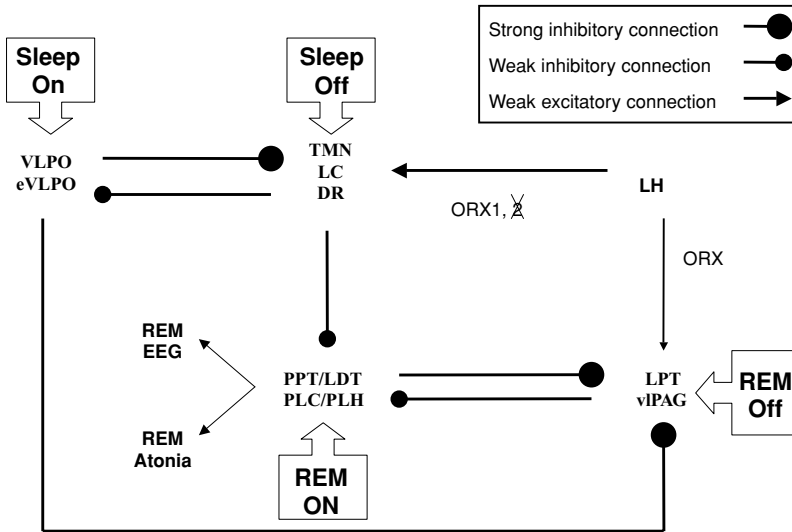 Sleep
On
Sleep
Off
Strong inhibitory connection
Weak inhibitory connection
Weak excitatory connection
VLPO
eVLPO
TMN
LC
DR
LH
ORX1, 2
ORX
REM
EEG
REM
Atonia
PPT/LDT
PLC/PLH
LPT
vlPAG
REM
Off
REM
ON